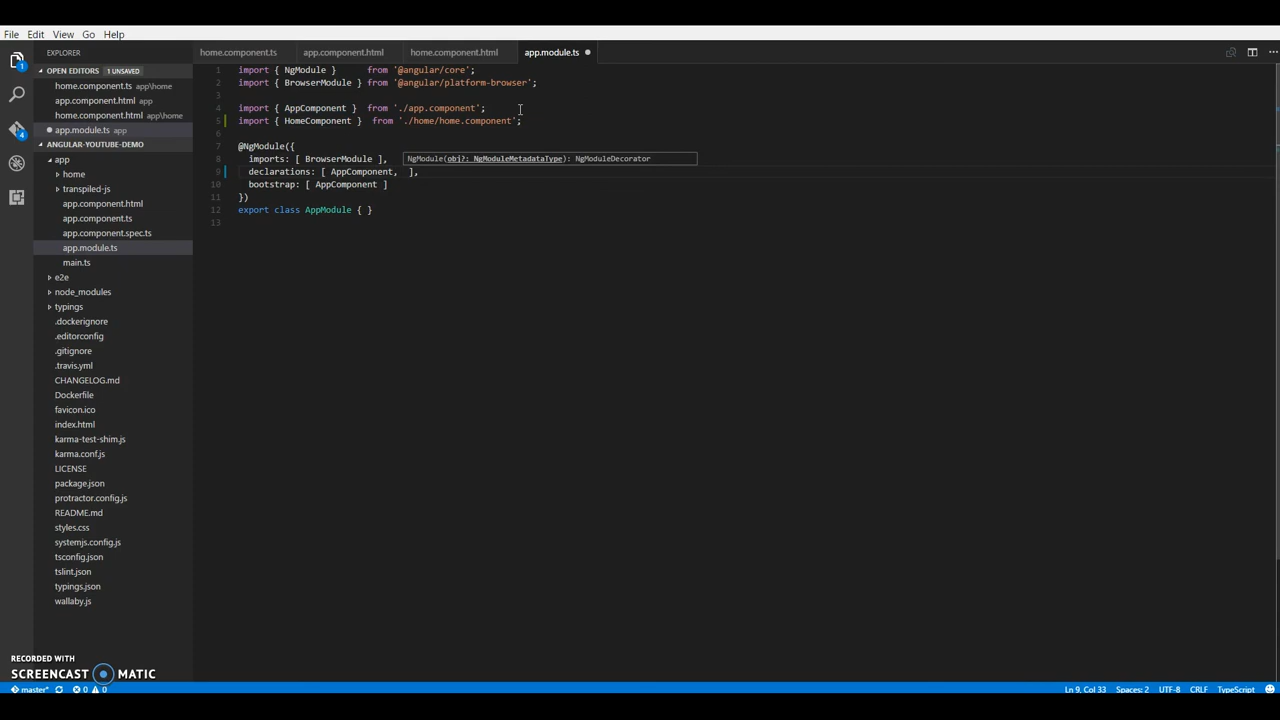 File Edit View Go Help
EXPLORER
home.component.ts app.component.html home.component.html app.module.ts
OPEN EDITORS 1 UNSAVED
home.component.ts app\home
app.component.html app
home.component.html app\home
app.module.ts app
ANGULAR-YOUTUBE-DEMO
app
home
transpiled-js
app.component.html
app.component.ts
app.component.spec.ts
app.module.ts
main.ts
e2e
node_modules
typings
.dockerignore
.editorconfig
.gitignore
.travis.yml
CHANGELOG.md
Dockerfile
favicon.ico
index.html
karma-test-shim.js
karma.conf.js
LICENSE
package.json
protractor.config.js
README.md
styles.css
systemjs.config.js
tsconfig.json
tslint.json
typings.json
wallaby.js
1 import { NgModule } from '@angular/core';
2 import { BrowserModule } from '@angular/platform-browser';
3
4 import { AppComponent } from './app.component';
5 import { HomeComponent } from './home/home.component';
6
7 @NgModule({
8 imports: [ BrowserModule ],
NgModule(obj?: NgModuleMetadataType): NgModuleDecorator
9 declarations: [ AppComponent, ],
10 bootstrap: [ AppComponent ]
11 })
12 export class AppModule { }
13
1
4
RECORDED WITH
SCREENCAST MATIC
master* 0 0 Ln 9, Col 33 Spaces: 2 UTF-8 CRLF TypeScript